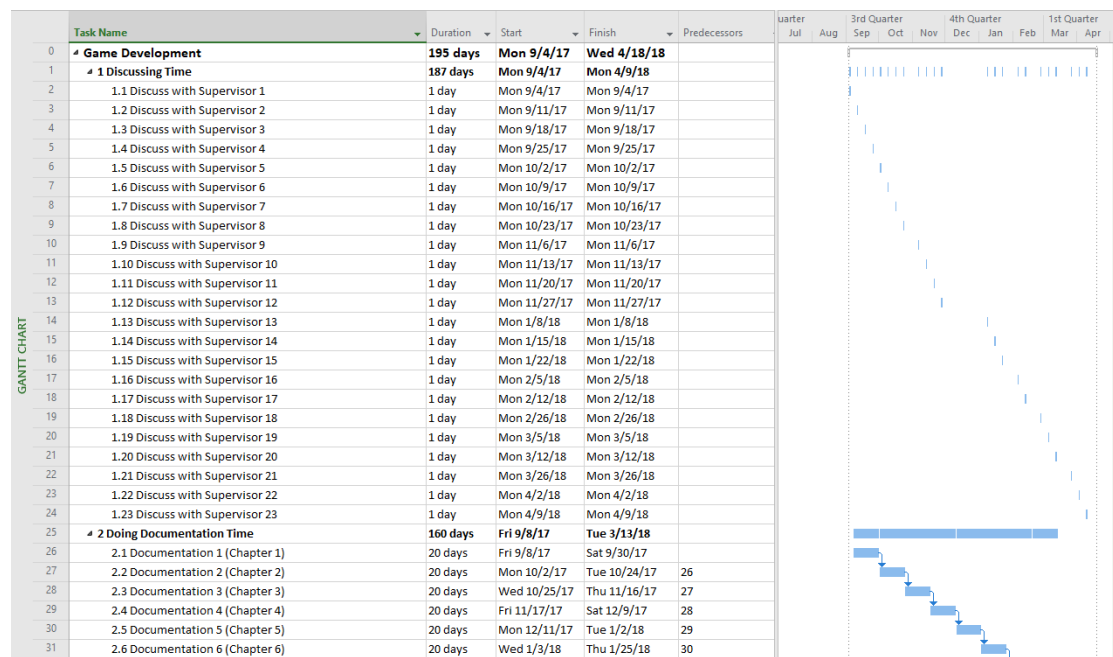 uarter 3rd Quarter 4th Quarter 1st Quarter
Task Name Duration Start Finish Predecessors Jul Aug Sep Oct Nov Dec Jan Feb Mar Apr
0 Game Development 195 days Mon 9/4/17 Wed 4/18/18
1 1 Discussing Time 187 days Mon 9/4/17 Mon 4/9/18
2 1.1 Discuss with Supervisor 1 1 day Mon 9/4/17 Mon 9/4/17
3 1.2 Discuss with Supervisor 2 1 day Mon 9/11/17 Mon 9/11/17
4 1.3 Discuss with Supervisor 3 1 day Mon 9/18/17 Mon 9/18/17
5 1.4 Discuss with Supervisor 4 1 day Mon 9/25/17 Mon 9/25/17
6 1.5 Discuss with Supervisor 5 1 day Mon 10/2/17 Mon 10/2/17
7 1.6 Discuss with Supervisor 6 1 day Mon 10/9/17 Mon 10/9/17
8 1.7 Discuss with Supervisor 7 1 day Mon 10/16/17 Mon 10/16/17
9 1.8 Discuss with Supervisor 8 1 day Mon 10/23/17 Mon 10/23/17
10 1.9 Discuss with Supervisor 9 1 day Mon 11/6/17 Mon 11/6/17
11 1.10 Discuss with Supervisor 10 1 day Mon 11/13/17 Mon 11/13/17
12 1.11 Discuss with Supervisor 11 1 day Mon 11/20/17 Mon 11/20/17
13 1.12 Discuss with Supervisor 12 1 day Mon 11/27/17 Mon 11/27/17
14 1.13 Discuss with Supervisor 13 1 day Mon 1/8/18 Mon 1/8/18
15 1.14 Discuss with Supervisor 14 1 day Mon 1/15/18 Mon 1/15/18
16 1.15 Discuss with Supervisor 15 1 day Mon 1/22/18 Mon 1/22/18
17 1.16 Discuss with Supervisor 16 1 day Mon 2/5/18 Mon 2/5/18
18 1.17 Discuss with Supervisor 17 1 day Mon 2/12/18 Mon 2/12/18
19 1.18 Discuss with Supervisor 18 1 day Mon 2/26/18 Mon 2/26/18
20 1.19 Discuss with Supervisor 19 1 day Mon 3/5/18 Mon 3/5/18
21 1.20 Discuss with Supervisor 20 1 day Mon 3/12/18 Mon 3/12/18
22 1.21 Discuss with Supervisor 21 1 day Mon 3/26/18 Mon 3/26/18
23 1.22 Discuss with Supervisor 22 1 day Mon 4/2/18 Mon 4/2/18
24 1.23 Discuss with Supervisor 23 1 day Mon 4/9/18 Mon 4/9/18
25 2 Doing Documentation Time 160 days Fri 9/8/17 Tue 3/13/18
26 2.1 Documentation 1 (Chapter 1) 20 days Fri 9/8/17 Sat 9/30/17
27 2.2 Documentation 2 (Chapter 2) 20 days Mon 10/2/17 Tue 10/24/17 26
28 2.3 Documentation 3 (Chapter 3) 20 days Wed 10/25/17 Thu 11/16/17 27
29 2.4 Documentation 4 (Chapter 4) 20 days Fri 11/17/17 Sat 12/9/17 28
30 2.5 Documentation 5 (Chapter 5) 20 days Mon 12/11/17 Tue 1/2/18 29
31 2.6 Documentation 6 (Chapter 6) 20 days Wed 1/3/18 Thu 1/25/18 30
GANTT CHART